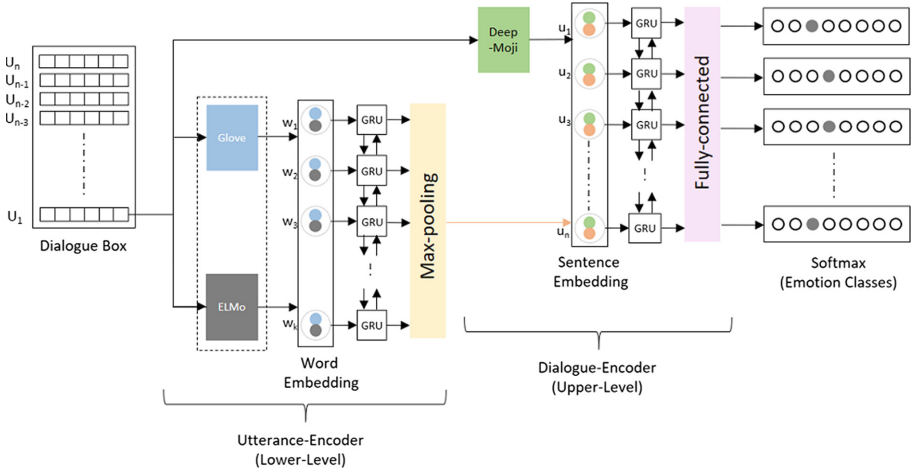 Un
Un-1
Un-2
Un-3
U1
Dialogue Box
Glove
ELMo
w1
w2
w3
wk
GRU
GRU
GRU
GRU
Word
Embedding
Max-pooling
Utterance-Encoder
(Lower-Level)
Deep
-Moji
u1
u2
u3
un
GRU
GRU
GRU
GRU
Sentence
Embedding
Fully-connected
Softmax
(Emotion Classes)
Dialogue-Encoder
(Upper-Level)